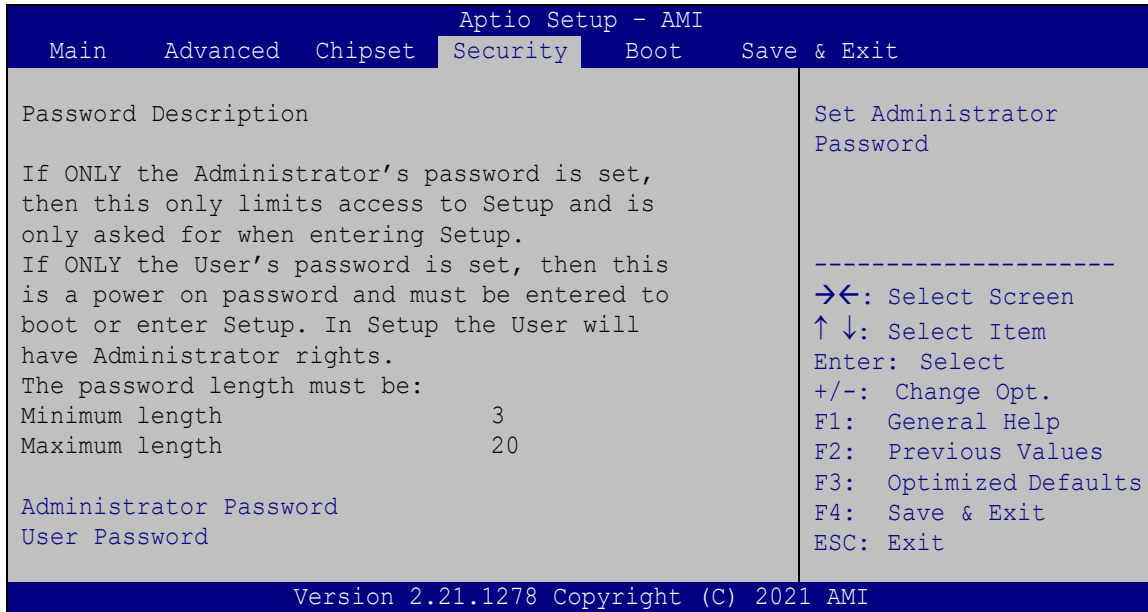 Aptio Setup – AMI
Main Advanced Chipset Security Boot Save & Exit
Password Description
If ONLY the Administrator’s password is set,
then this only limits access to Setup and is
only asked for when entering Setup.
If ONLY the User’s password is set, then this
is a power on password and must be entered to
boot or enter Setup. In Setup the User will
have Administrator rights.
The password length must be:
Minimum length 3
Maximum length 20
Administrator Password
User Password
Set Administrator
Password
---------------------
→←: Select Screen
↑ ↓: Select Item
Enter: Select
+/-: Change Opt.
F1: General Help
F2: Previous Values
F3: Optimized Defaults
F4: Save & Exit
ESC: Exit
Version 2.21.1278 Copyright (C) 2021 AMI